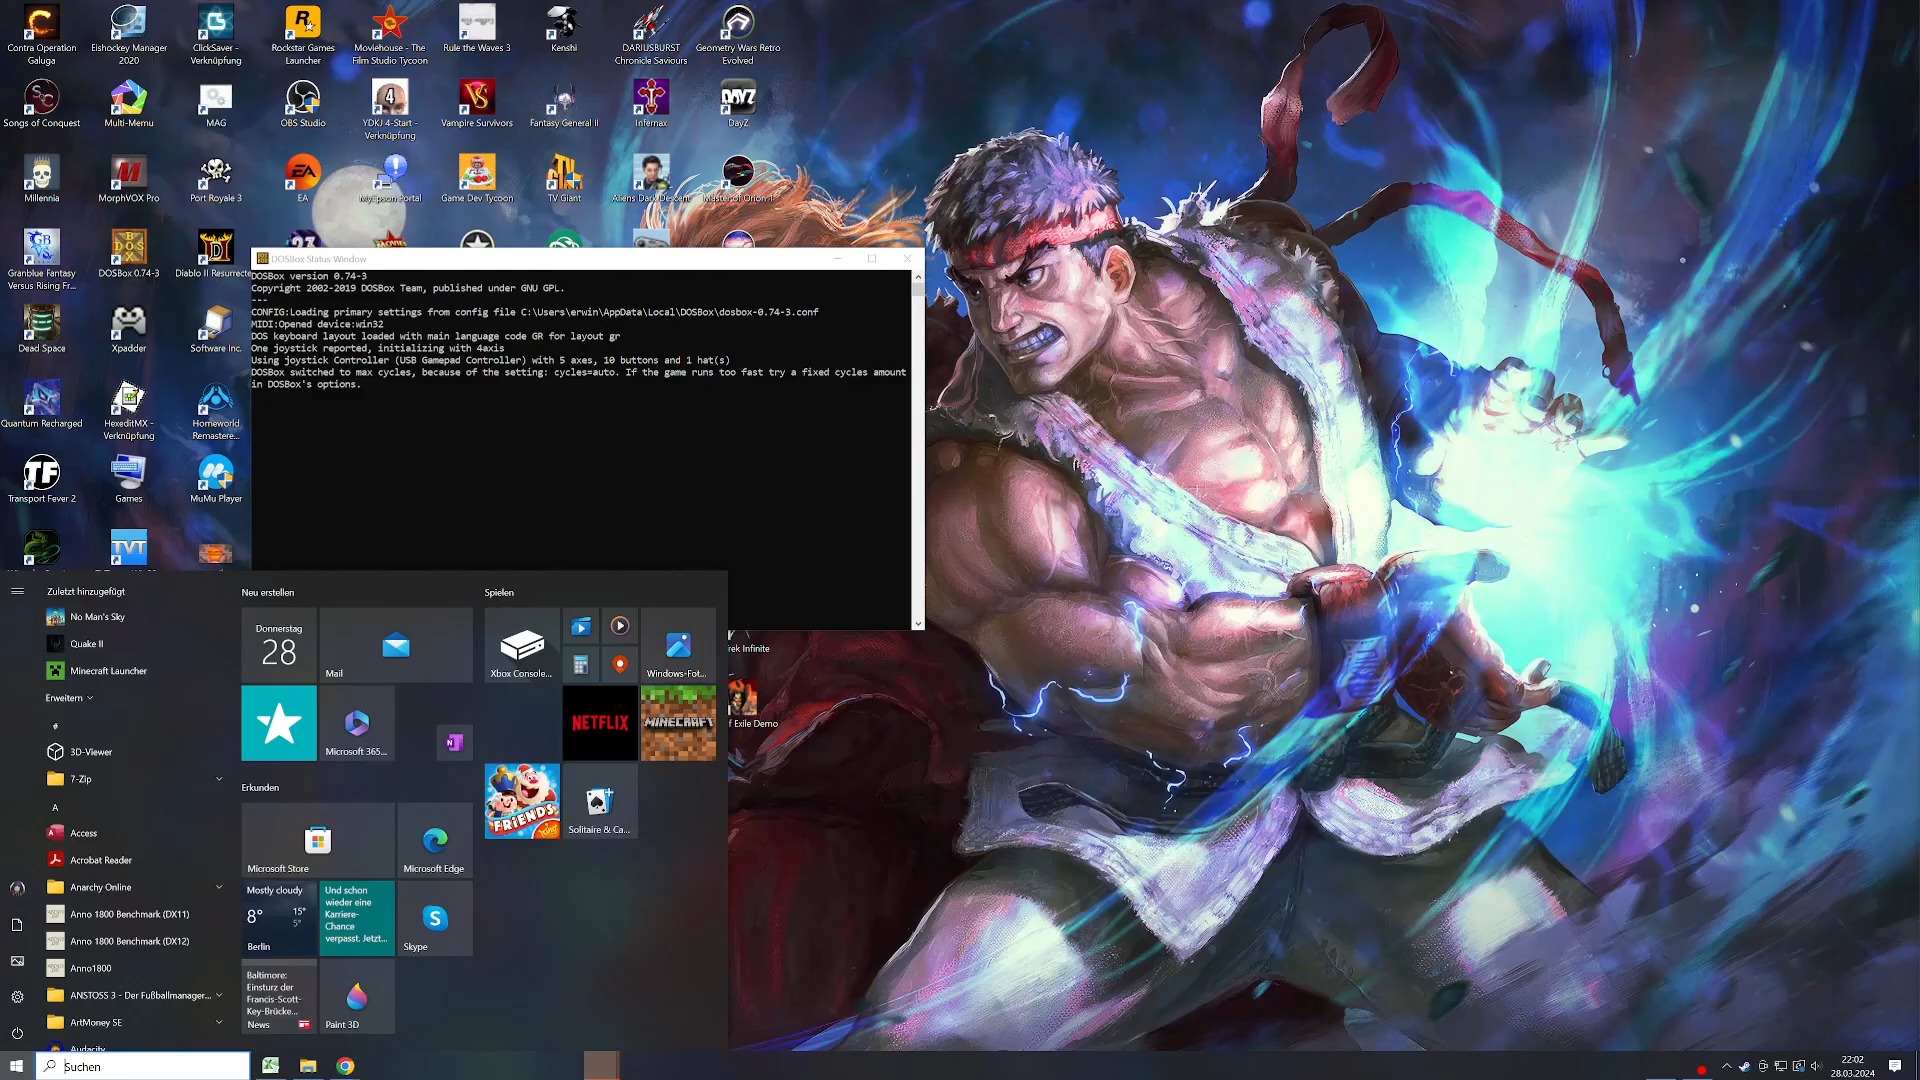 Contra Operation
Galuga
Eishockey Manager
2020
ClickSaver -
Verknüpfung
Rockstar Games
Launcher
Moviehouse - The
Film Studio Tycoon
Rule the Waves 3
Kenshi
DARIUSBURST
Chronicle Saviours
Geometry Wars Retro
Evolved
Songs of Conquest
Multi-Memu
MAG
OBS Studio
YDKJ 4-Start -
Verknüpfung
Vampire Survivors
Fantasy General II
Infernax
DayZ
Millennia
MorphVOX Pro
Port Royale 3
EA
MyEpson Portal
Game Dev Tycoon
TV Giant
Aliens Dark Descent
Master of Orion 1
Granblue Fantasy
Versus Rising Fr...
DOSBox 0.74-3
Diablo II Resurrecte
Dead Space
Xpadder
Software Inc.
Quantum Recharged
HexeditMX -
Verknüpfung
Homeworld
Remastere...
Transport Fever 2
Games
MuMu Player
DOSBox Status Window
DOSBox version 0.74-3
Copyright 2002-2019 DOSBox Team, published under GNU GPL.
---
CONFIG:Loading primary settings from config file C:\Users\erwin\AppData\Local\DOSBox\dosbox-0.74-3.conf
MIDI:Opened device:win32
DOS keyboard layout loaded with main language code GR for layout gr
One joystick reported, initializing with 4axis
Using joystick Controller (USB Gamepad Controller) with 5 axes, 10 buttons and 1 hat(s)
DOSBox switched to max cycles, because of the setting: cycles=auto. If the game runs too fast try a fixed cycles amount
in DOSBox's options.
rek Infinite
f Exile Demo
Zuletzt hinzugefügt
No Man's Sky
Quake II
Minecraft Launcher
Erweitern
#
3D-Viewer
7-Zip
A
Access
Acrobat Reader
Anarchy Online
Anno 1800 Benchmark (DX11)
Anno 1800 Benchmark (DX12)
Anno1800
ANSTOSS 3 - Der Fußballmanager...
ArtMoney SE
Audacity
Neu erstellen
Donnerstag
28
Mail
Microsoft 365...
Erkunden
Microsoft Store
Microsoft Edge
Mostly cloudy
8°
15°
5°
Berlin
Und schon
wieder eine
Karriere-
Chance
verpasst. Jetzt...
Skype
Baltimore:
Einsturz der
Francis-Scott-
Key-Brücke...
News
Paint 3D
Spielen
Xbox Console...
Windows-Fot...
NETFLIX
MINECRAFT
FRIENDS
Solitaire & Ca...
Suchen
22:02
28.03.2024